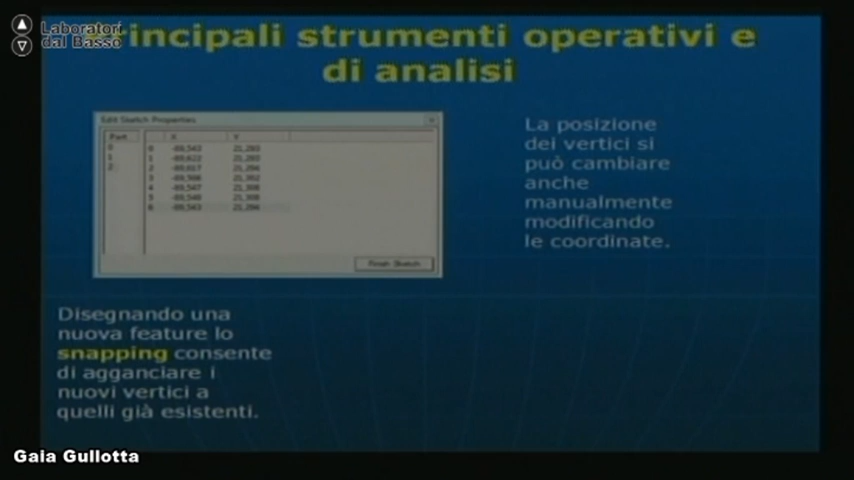 Laboratori
dal Basso
Principali strumenti operativi e
di analisi
Edit Sketch Properties
Part
X Y
0
1
2
0
1
2
3
4
5
6
Finish Sketch
La posizione
dei vertici si
può cambiare
anche
manualmente
modificando
le coordinate.
Disegnando una
nuova feature lo
snapping consente
di agganciare i
nuovi vertici a
quelli già esistenti.
Gaia Gullotta